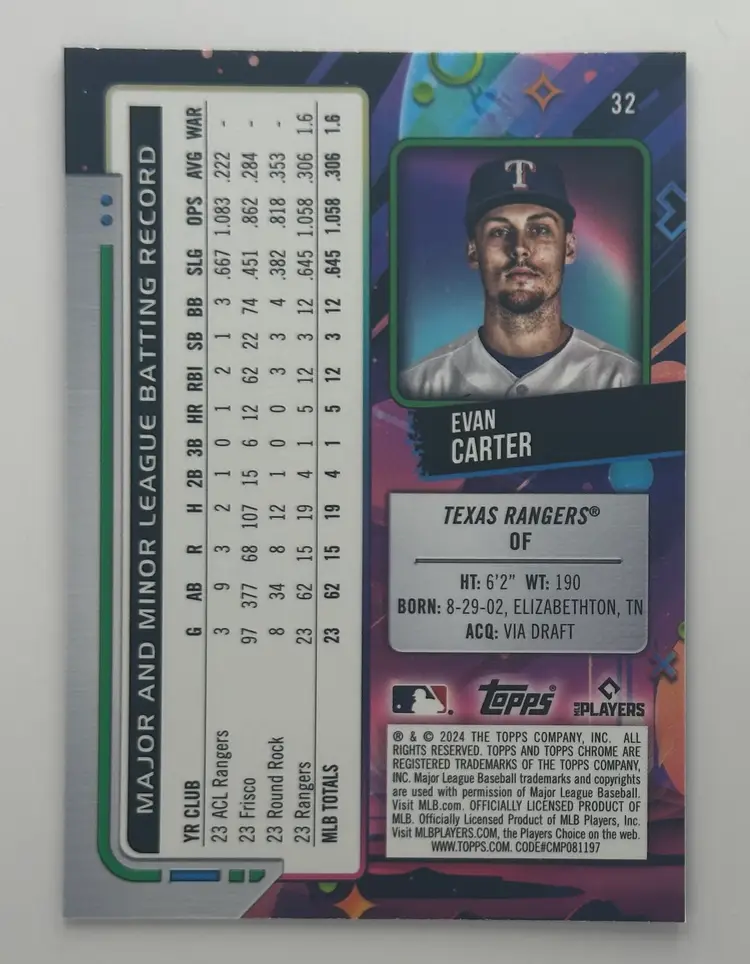 MAJOR AND MINOR LEAGUE BATTING RECORD
YR CLUB G AB R H 2B 3B HR RBI SB BB SLG OPS AVG WAR
23 ACL Rangers 3 9 3 2 1 0 1 2 1 3 .667 1.083 .222 -
23 Frisco 97 377 68 107 15 6 12 62 22 74 .451 .862 .284 -
23 Round Rock 8 34 8 12 1 0 0 3 3 4 .382 .818 .353 -
23 Rangers 23 62 15 19 4 1 5 12 3 12 .645 1.058 .306 1.6
MLB TOTALS 23 62 15 19 4 1 5 12 3 12 .645 1.058 .306 1.6
32
T
EVAN
CARTER
TEXAS RANGERS®
OF
HT: 6'2" WT: 190
BORN: 8-29-02, ELIZABETHTON, TN
ACQ: VIA DRAFT
topps®
MLB PLAYERS
® & © 2024 THE TOPPS COMPANY, INC. ALL
RIGHTS RESERVED. TOPPS AND TOPPS CHROME ARE
REGISTERED TRADEMARKS OF THE TOPPS COMPANY,
INC. Major League Baseball trademarks and copyrights
are used with permission of Major League Baseball.
Visit MLB.com. OFFICIALLY LICENSED PRODUCT OF
MLB. Officially Licensed Product of MLB Players, Inc.
Visit MLBPLAYERS.COM, the Players Choice on the web.
WWW.TOPPS.COM. CODE#CMP081197